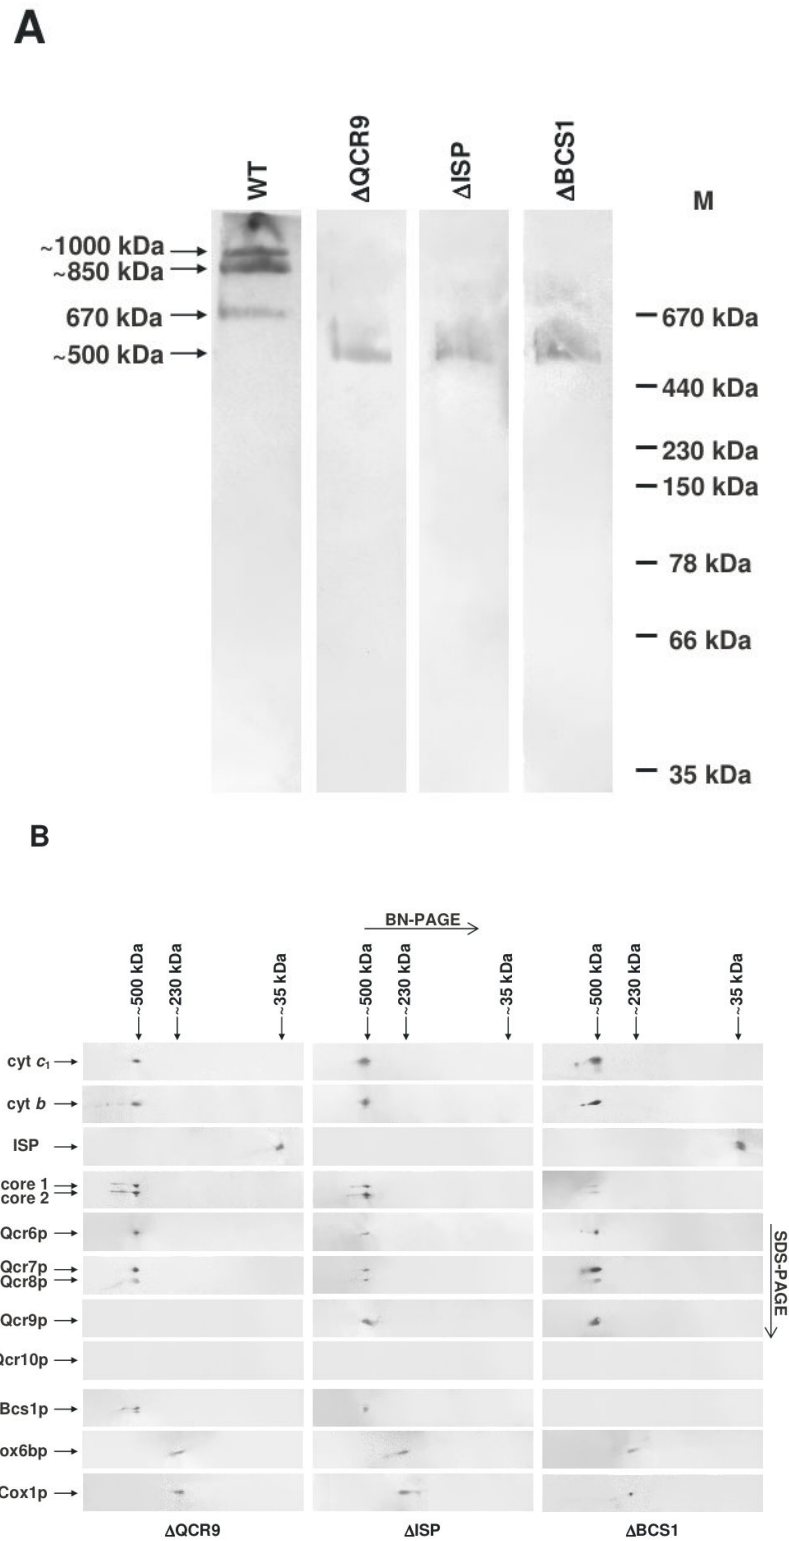 A
WT
ΔQCR9
ΔISP
ΔBCS1
M
~1000 kDa
~850 kDa
670 kDa
~500 kDa
670 kDa
440 kDa
230 kDa
150 kDa
78 kDa
66 kDa
35 kDa
B
BN-PAGE
~500 kDa
~230 kDa
~35 kDa
~500 kDa
~230 kDa
~35 kDa
~500 kDa
~230 kDa
~35 kDa
cyt c1
cyt b
ISP
core 1
core 2
Qcr6p
Qcr7p
Qcr8p
Qcr9p
Qcr10p
Bcs1p
ox6bp
Cox1p
SDS-PAGE
ΔQCR9
ΔISP
ΔBCS1